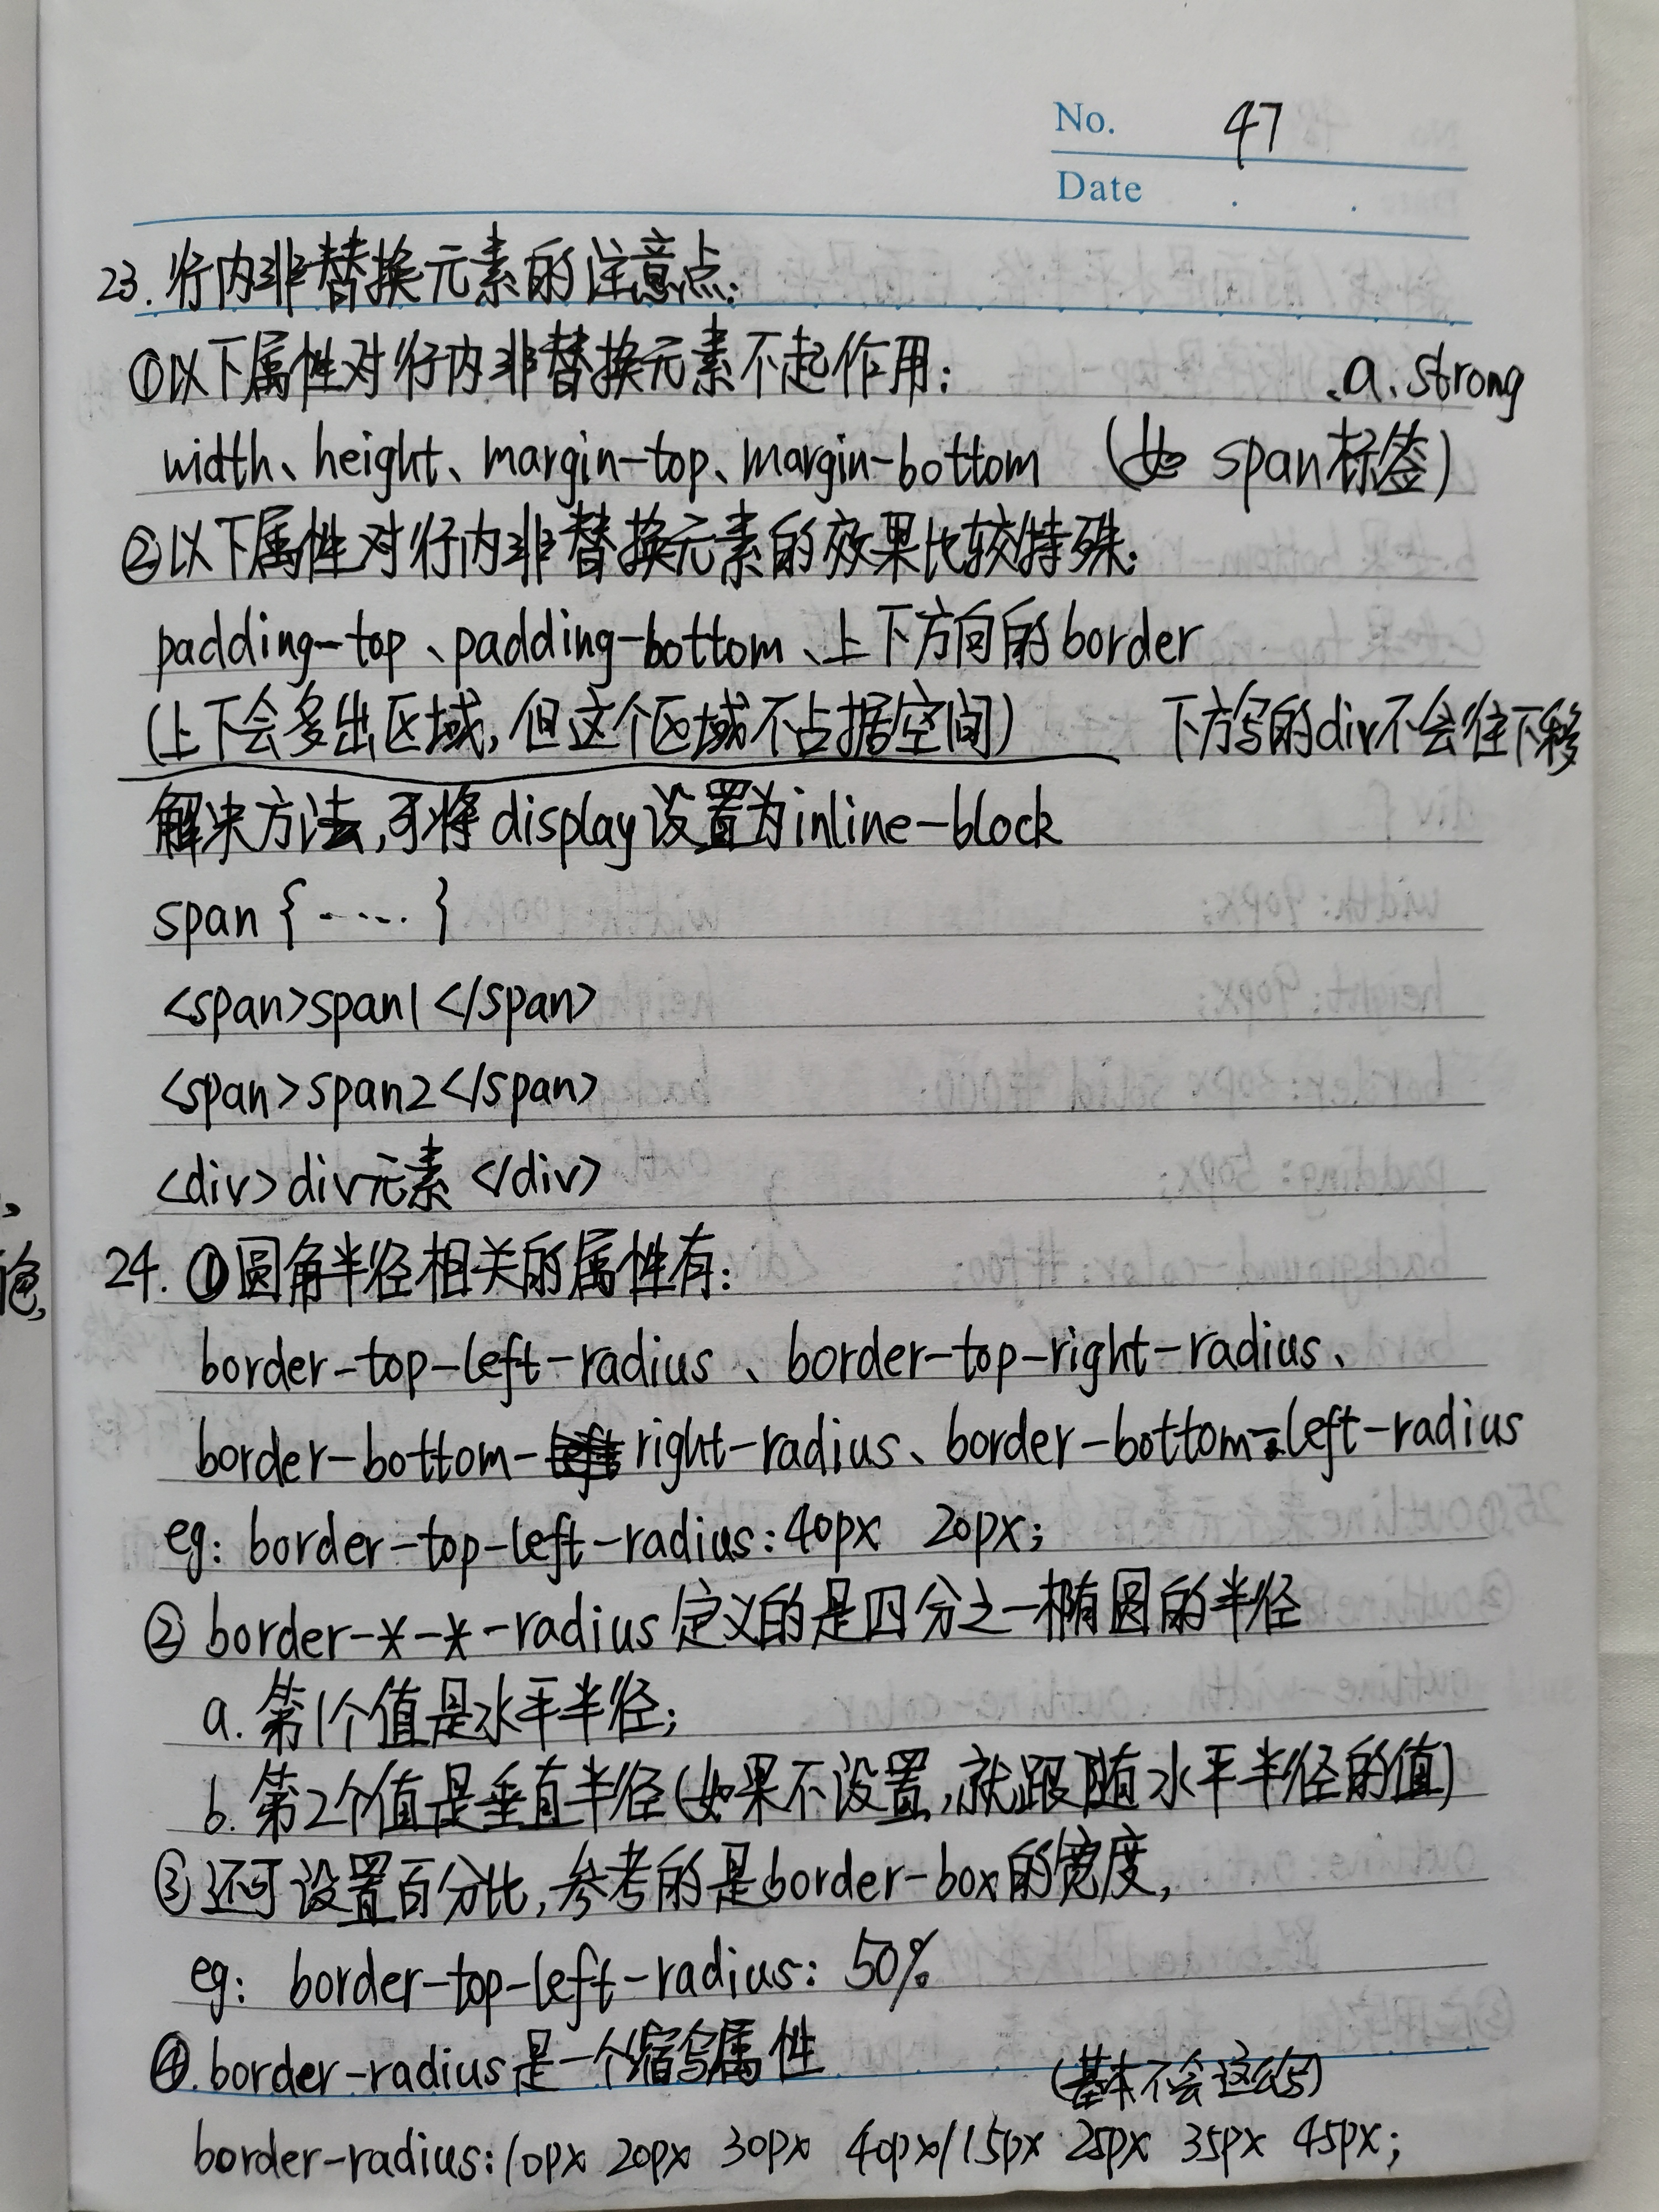 No. 47
Date . .
23. 行内非替换元素的注意点:
①以下属性对行内非替换元素不起作用: 、a、strong
width、height、margin-top、margin-bottom (如 span标签)
②以下属性对行内非替换元素的效果比较特殊:
padding-top、padding-bottom、上下方向的border
(上下会多出区域,但这个区域不占据空间) 下方写的div不会往下移
解决方法,可将display设置为inline-block
span { ...... }
<span>span1</span>
<span>span2</span>
<div>div元素</div>
24. ①圆角半径相关的属性有:
border-top-left-radius、border-top-right-radius、
border-bottom-right-radius、border-bottom-left-radius
eg: border-top-left-radius:40px 20px;
② border-*-*-radius定义的是四分之一椭圆的半径
a. 第1个值是水平半径;
b. 第2个值是垂直半径(如果不设置,就跟随水平半径的值)
③还可设置百分比,参考的是border-box的宽度,
eg: border-top-left-radius: 50%
④.border-radius是一个缩写属性 (基本不会这么写)
border-radius:10px 20px 30px 40px/15px 25px 35px 45px;